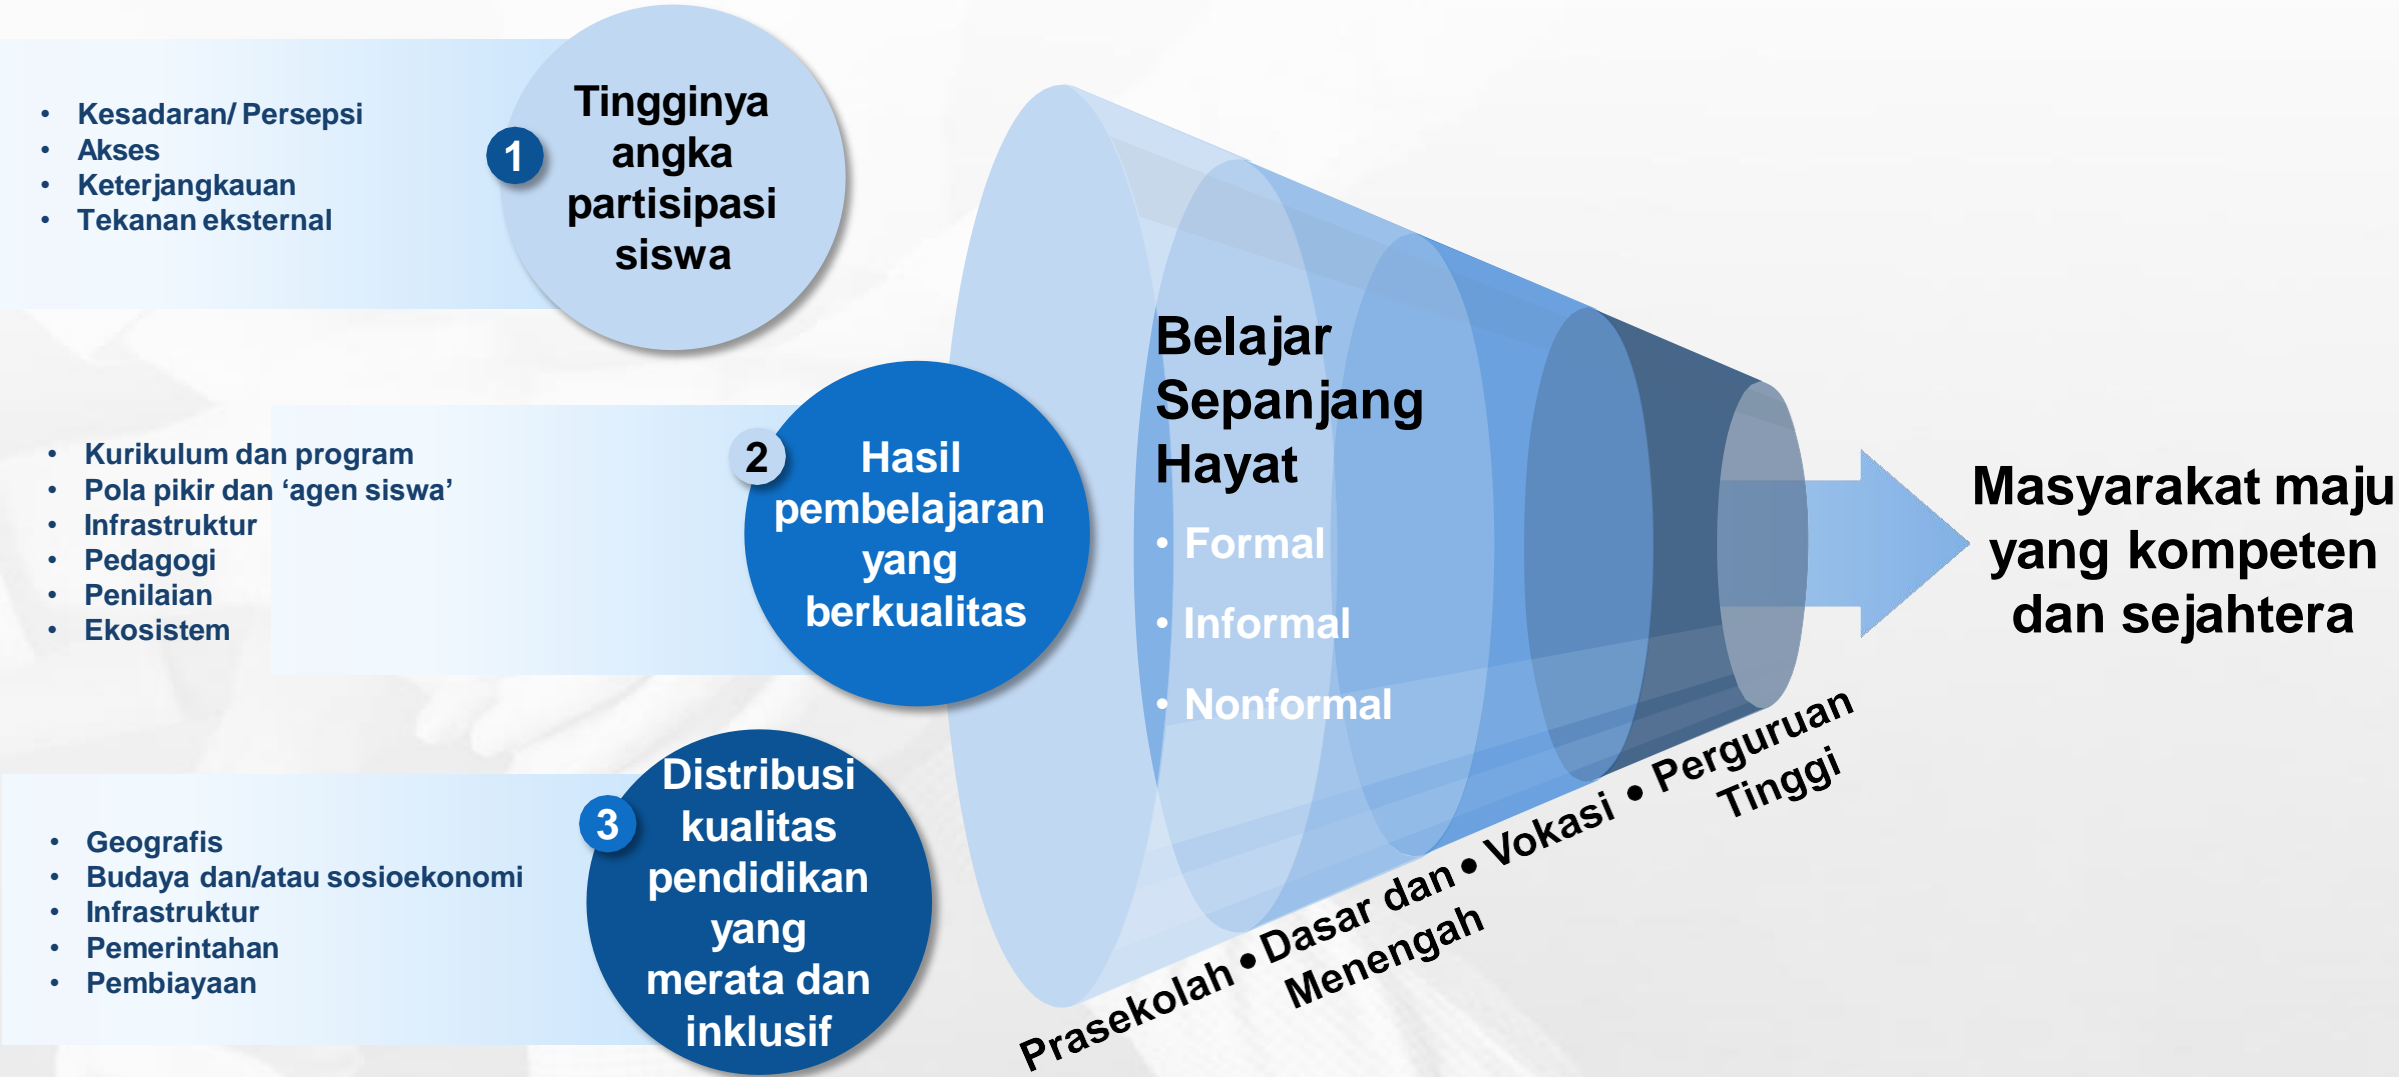 • Kesadaran/ Persepsi
• Akses
• Keterjangkauan
• Tekanan eksternal
1
Tingginya
angka
partisipasi
siswa
• Kurikulum dan program
• Pola pikir dan ‘agen siswa’
• Infrastruktur
• Pedagogi
• Penilaian
• Ekosistem
2
Hasil
pembelajaran
yang
berkualitas
• Geografis
• Budaya dan/atau sosioekonomi
• Infrastruktur
• Pemerintahan
• Pembiayaan
3
Distribusi
kualitas
pendidikan
yang
merata dan
inklusif
Belajar
Sepanjang
Hayat
• Formal
• Informal
• Nonformal
Prasekolah • Dasar dan • Vokasi • Perguruan
Menengah
Tinggi
Masyarakat maju
yang kompeten
dan sejahtera